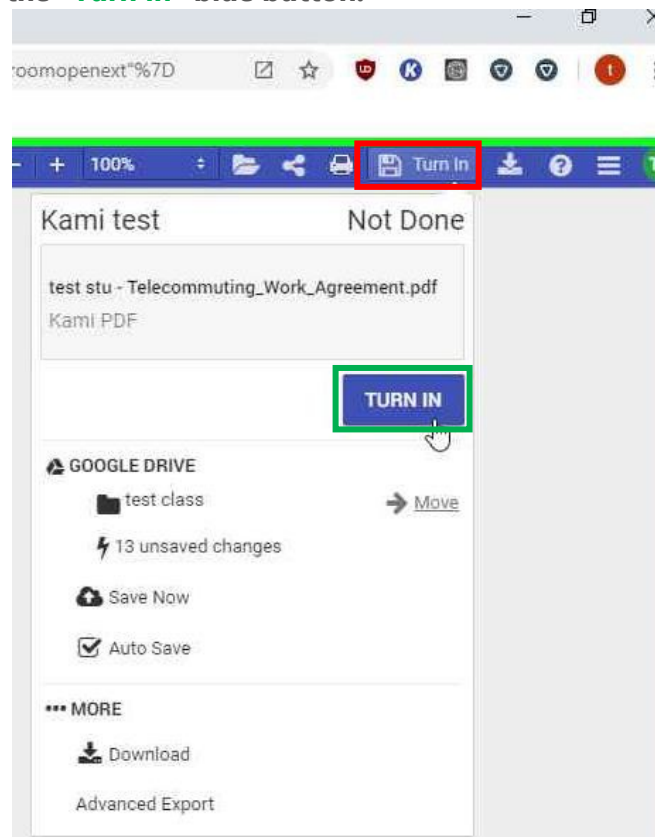 the "Turn In" blue button.
roomopenext"%7D
100%
Turn In
Kami test Not Done
test stu - Telecommuting_Work_Agreement.pdf
Kami PDF
TURN IN
GOOGLE DRIVE
test class Move
13 unsaved changes
Save Now
Auto Save
••• MORE
Download
Advanced Export